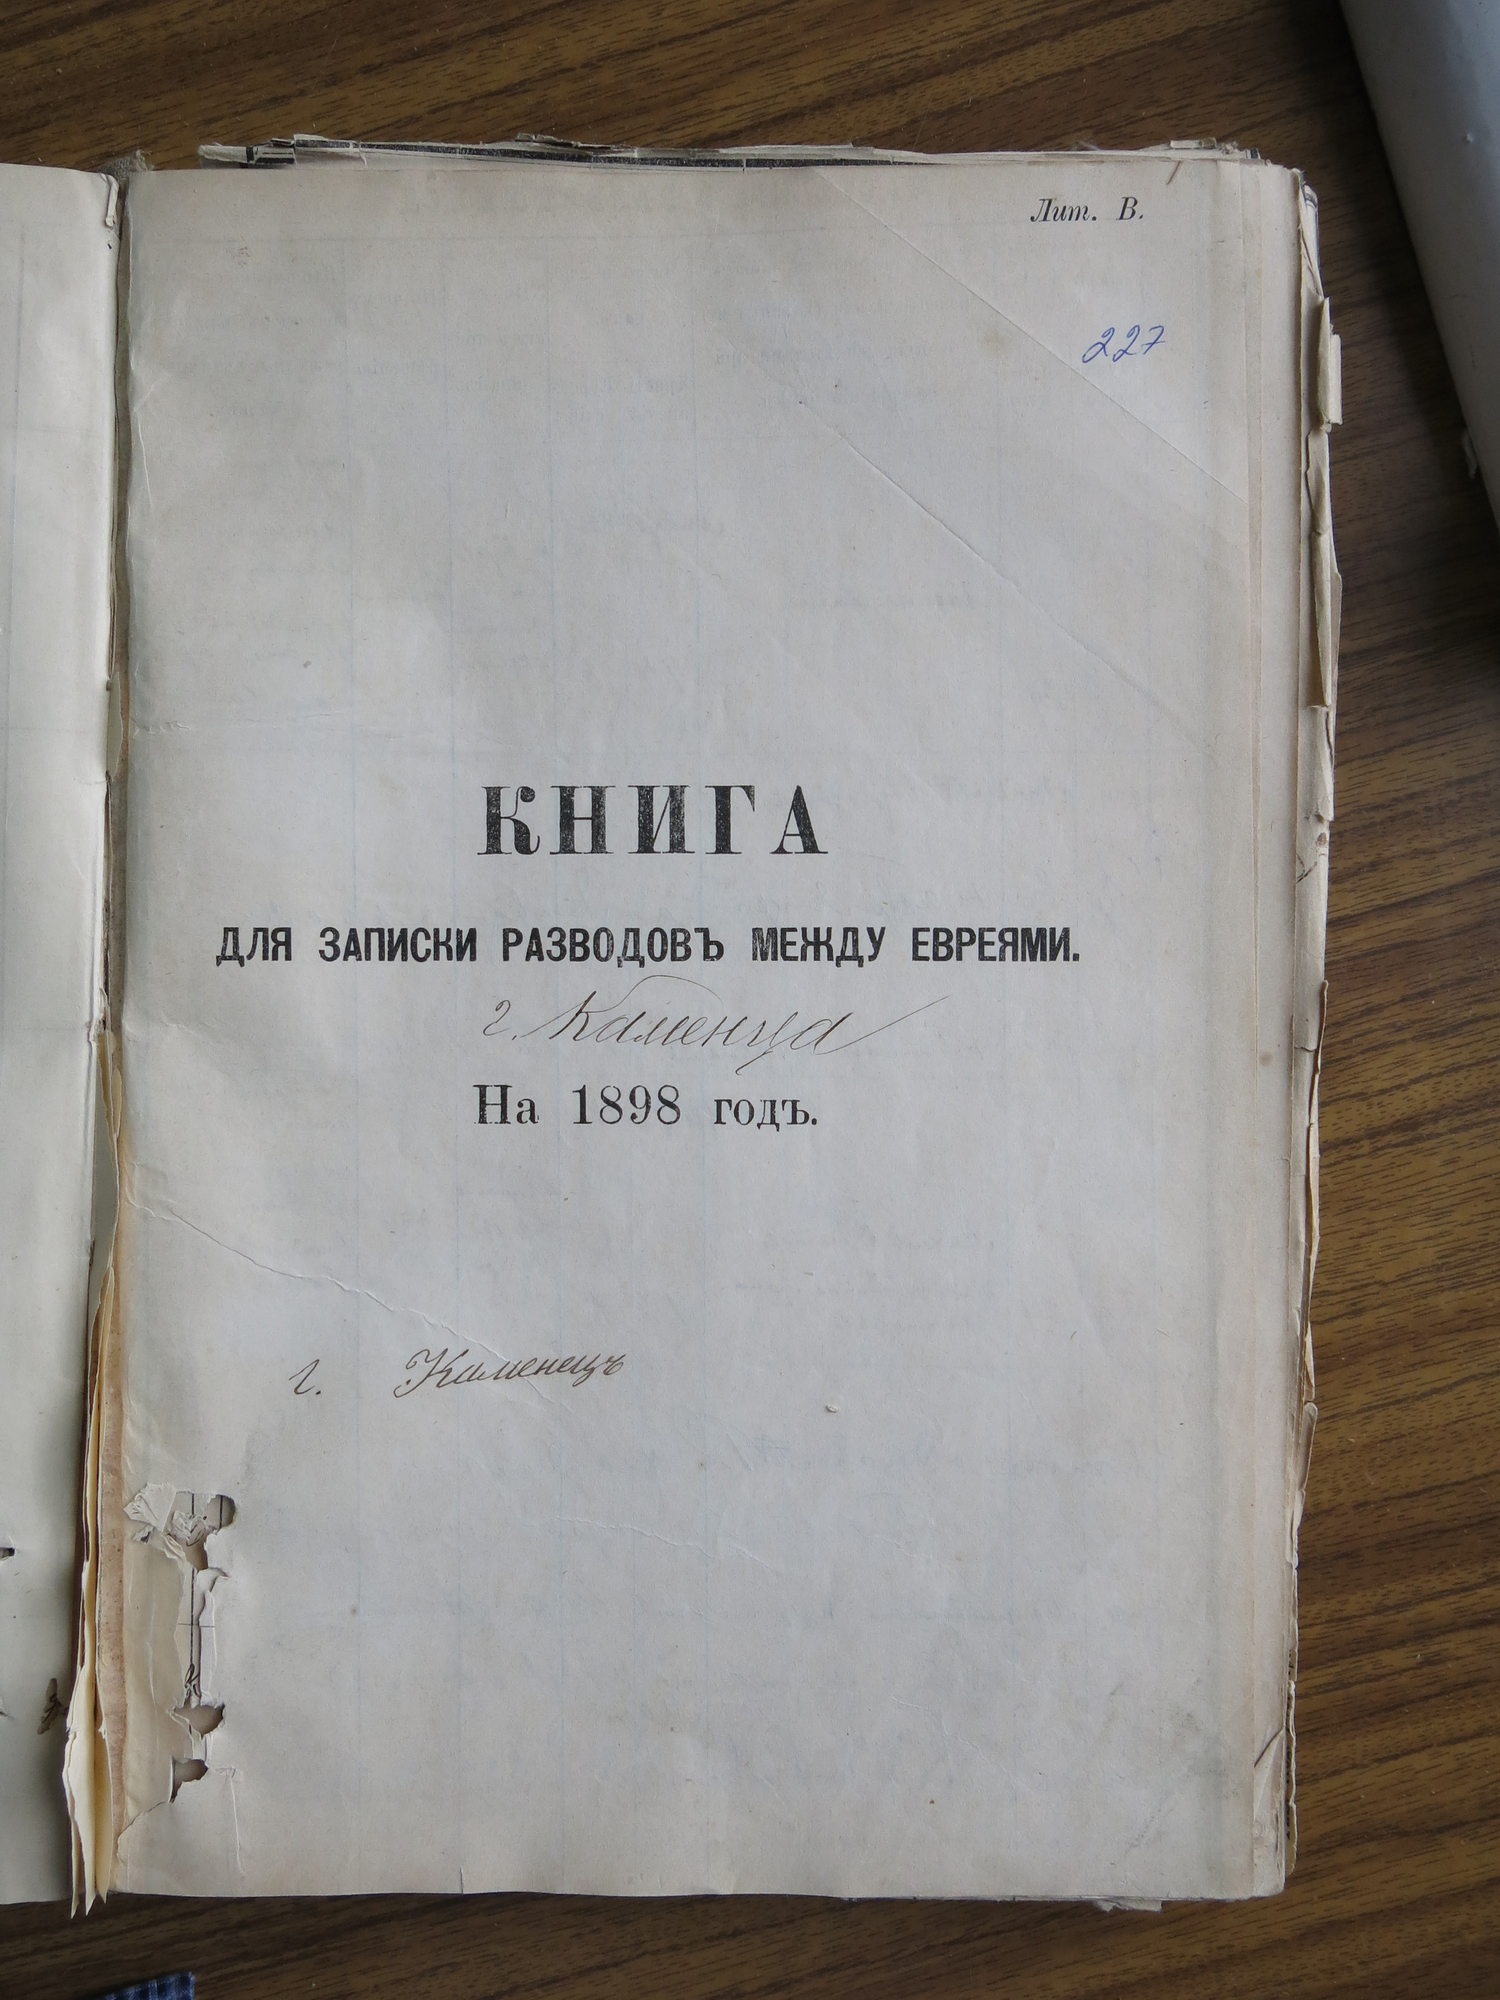 Лит. В.
227
КНИГА
ДЛЯ ЗАПИСКИ РАЗВОДОВЪ МЕЖДУ ЕВРЕЯМИ.
г. Каменца
На 1898 годъ.
г. Каменецъ